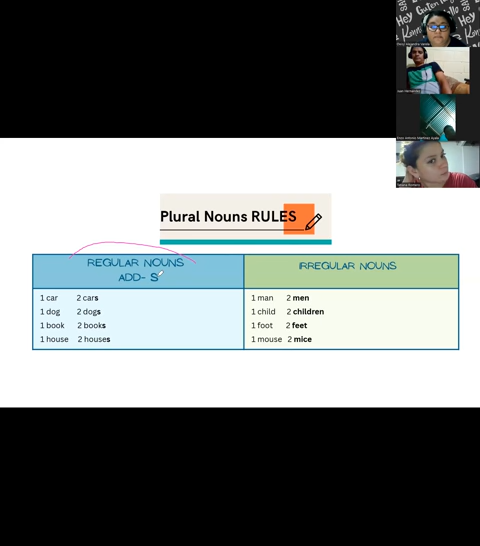 Plural Nouns RULES
REGULAR NOUNS
ADD- S
1 car 2 cars
1 dog 2 dogs
1 book 2 books
1 house 2 houses
IRREGULAR NOUNS
1 man 2 men
1 child 2 children
1 foot 2 feet
1 mouse 2 mice
Hey